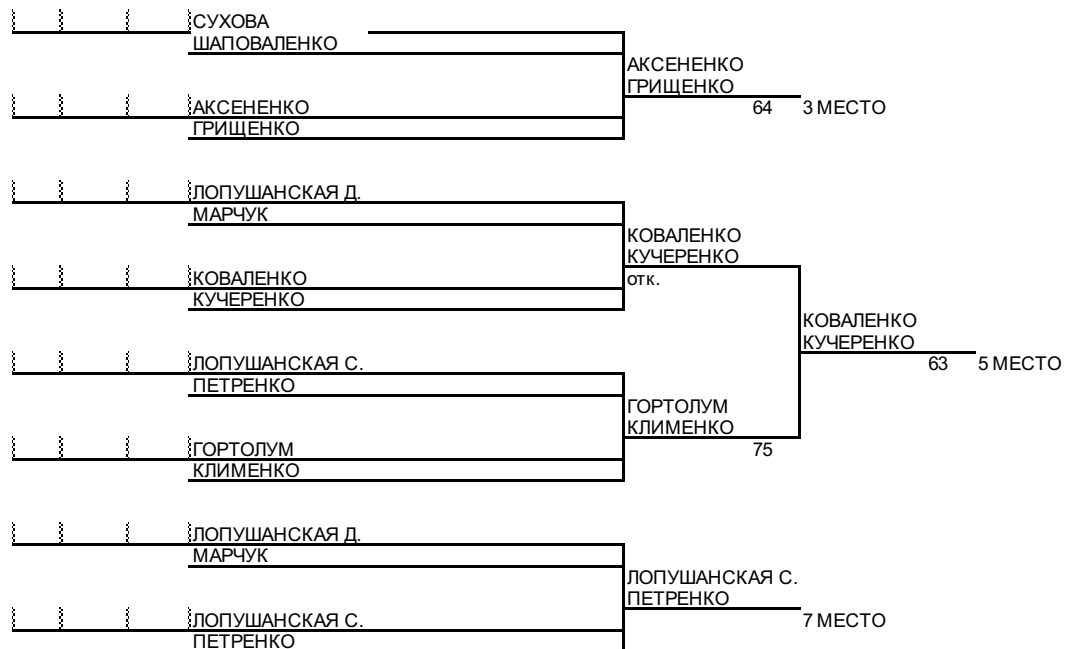 СУХОВА
ШАПОВАЛЕНКО
АКСЕНЕНКО
ГРИЩЕНКО
64 3 МЕСТО
АКСЕНЕНКО
ГРИЩЕНКО
ЛОПУШАНСКАЯ Д.
МАРЧУК
КОВАЛЕНКО
КУЧЕРЕНКО
отк.
КОВАЛЕНКО
КУЧЕРЕНКО
КОВАЛЕНКО
КУЧЕРЕНКО
63 5 МЕСТО
ЛОПУШАНСКАЯ С.
ПЕТРЕНКО
ГОРТОЛУМ
КЛИМЕНКО
75
ГОРТОЛУМ
КЛИМЕНКО
ЛОПУШАНСКАЯ Д.
МАРЧУК
ЛОПУШАНСКАЯ С.
ПЕТРЕНКО
7 МЕСТО
ЛОПУШАНСКАЯ С.
ПЕТРЕНКО